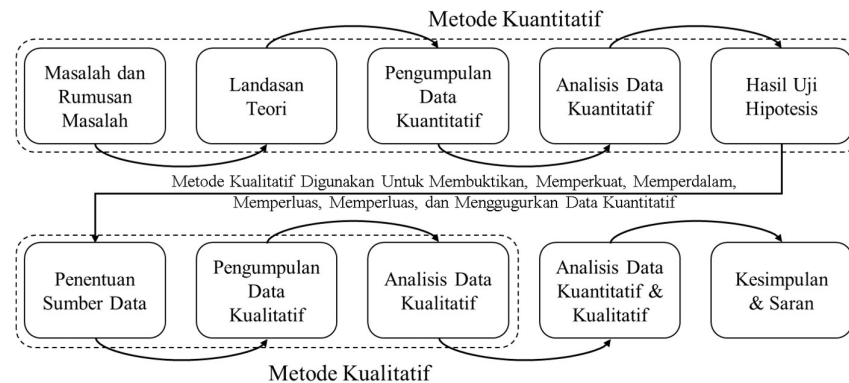 Metode Kuantitatif
Masalah dan
Rumusan
Masalah
Landasan
Teori
Pengumpulan
Data
Kuantitatif
Analisis Data
Kuantitatif
Hasil Uji
Hipotesis
Metode Kualitatif Digunakan Untuk Membuktikan, Memperkuat, Memperdalam,
Memperluas, Memperluas, dan Menggugurkan Data Kuantitatif
Penentuan
Sumber Data
Pengumpulan
Data
Kualitatif
Analisis Data
Kualitatif
Analisis Data
Kuantitatif &
Kualitatif
Kesimpulan
& Saran
Metode Kualitatif